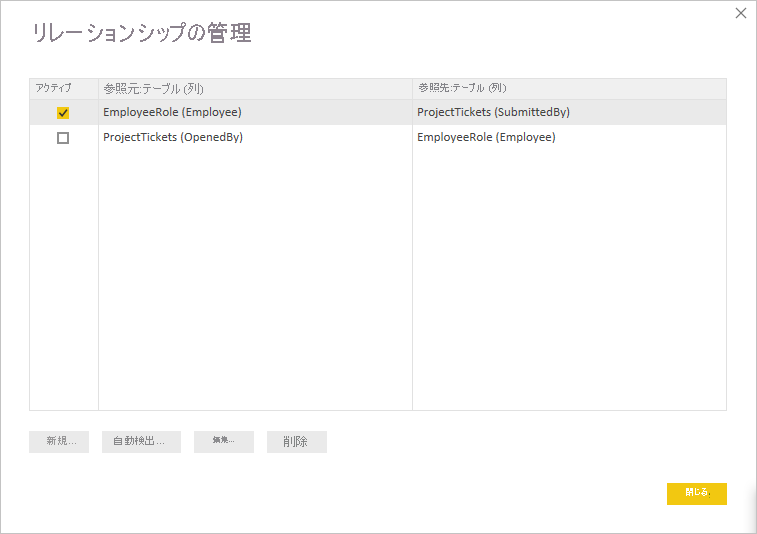 リレーションシップの管理
アクティブ 参照元:テーブル (列) 参照先:テーブル (列)
EmployeeRole (Employee) ProjectTickets (SubmittedBy)
ProjectTickets (OpenedBy) EmployeeRole (Employee)
新規... 自動検出... 編集... 削除
閉じる